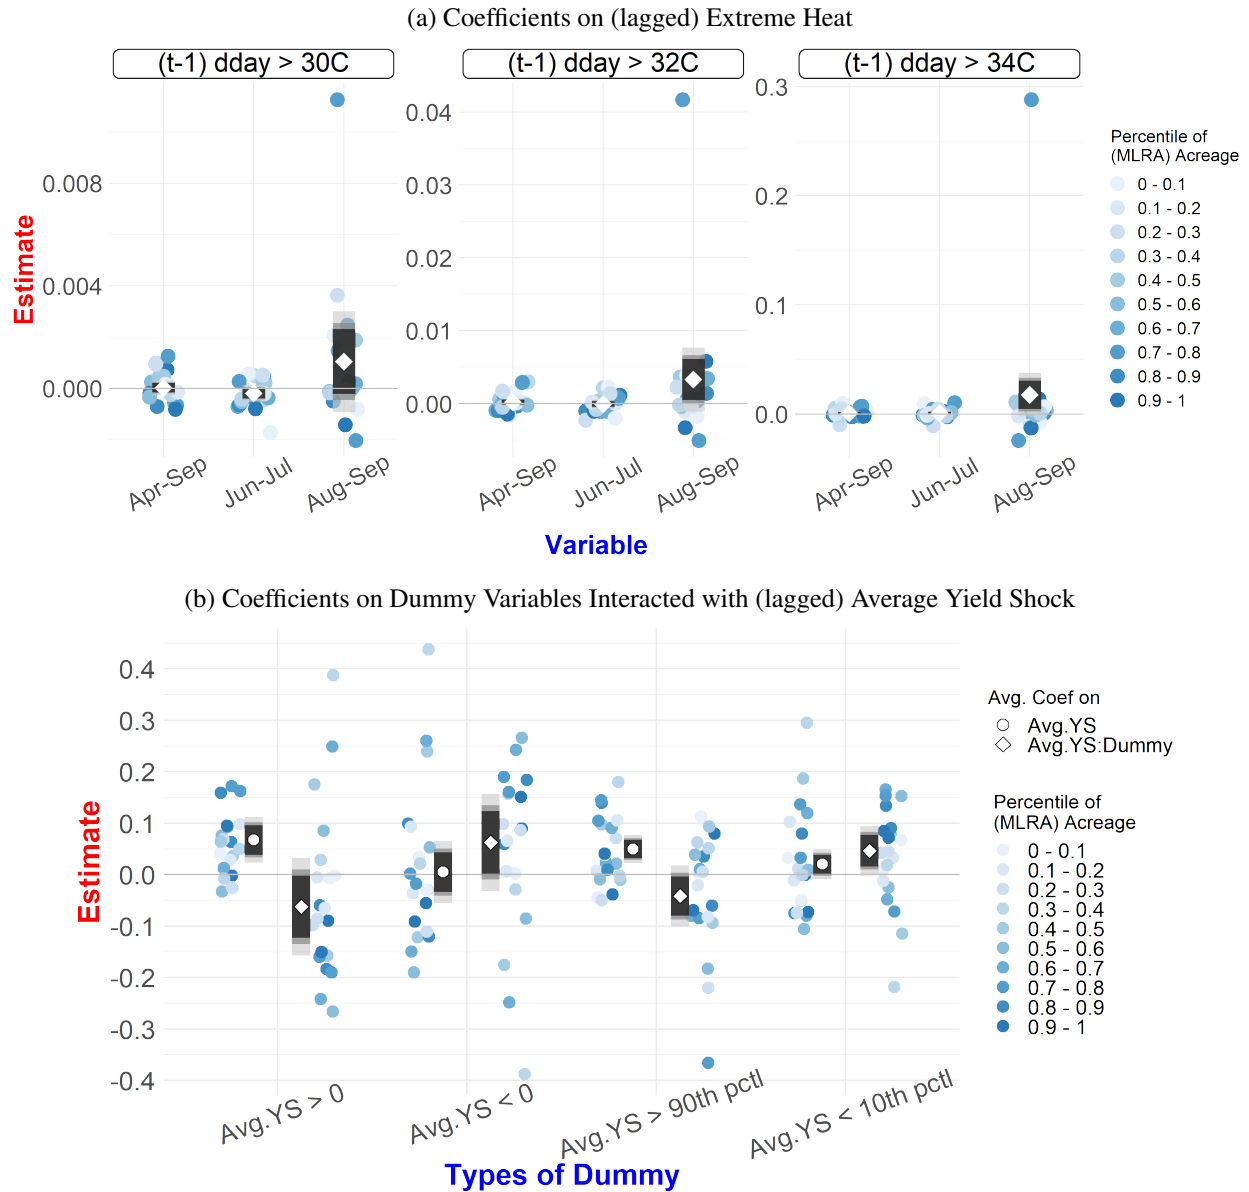 (a) Coefficients on (lagged) Extreme Heat
(t-1) dday > 30C
(t-1) dday > 32C
(t-1) dday > 34C
Estimate
0.008
0.004
0.000
0.04
0.03
0.02
0.01
0.00
0.3
0.2
0.1
0.0
Apr-Sep
Jun-Jul
Aug-Sep
Apr-Sep
Jun-Jul
Aug-Sep
Apr-Sep
Jun-Jul
Aug-Sep
Variable
Percentile of
(MLRA) Acreage
0 - 0.1
0.1 - 0.2
0.2 - 0.3
0.3 - 0.4
0.4 - 0.5
0.5 - 0.6
0.6 - 0.7
0.7 - 0.8
0.8 - 0.9
0.9 - 1
(b) Coefficients on Dummy Variables Interacted with (lagged) Average Yield Shock
Estimate
0.4
0.3
0.2
0.1
0.0
-0.1
-0.2
-0.3
-0.4
Avg.YS > 0
Avg.YS < 0
Avg.YS > 90th pctl
Avg.YS < 10th pctl
Types of Dummy
Avg. Coef on
Avg.YS
Avg.YS:Dummy
Percentile of
(MLRA) Acreage
0 - 0.1
0.1 - 0.2
0.2 - 0.3
0.3 - 0.4
0.4 - 0.5
0.5 - 0.6
0.6 - 0.7
0.7 - 0.8
0.8 - 0.9
0.9 - 1